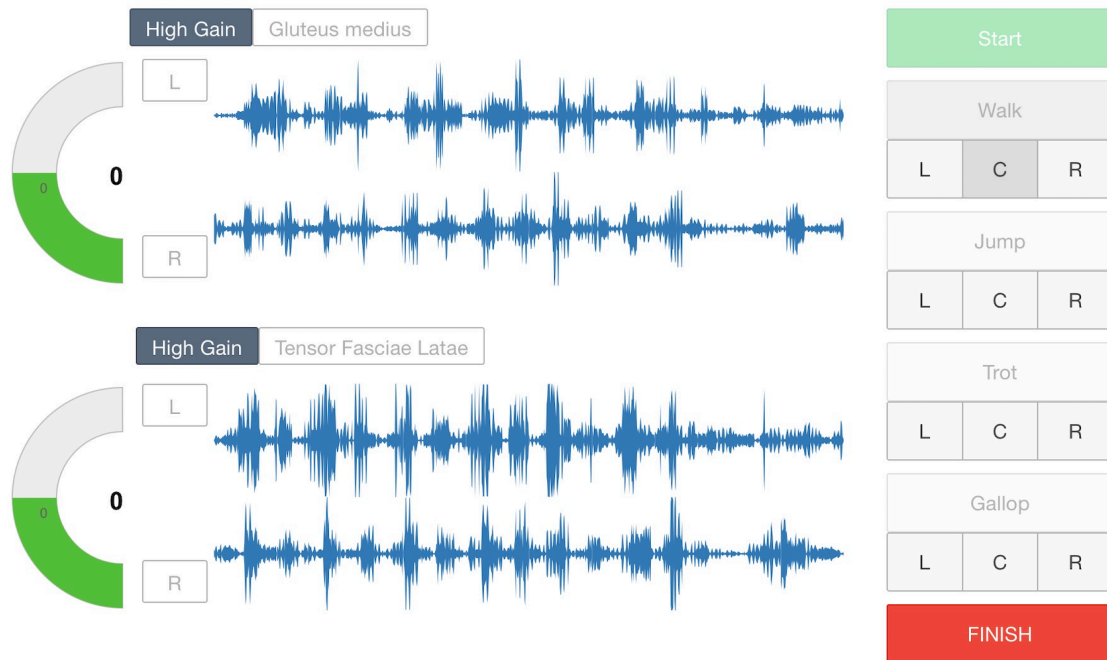 High Gain Gluteus medius
L
0
0
R
High Gain Tensor Fasciae Latae
L
0
0
R
Start
Walk
L C R
Jump
L C R
Trot
L C R
Gallop
L C R
FINISH